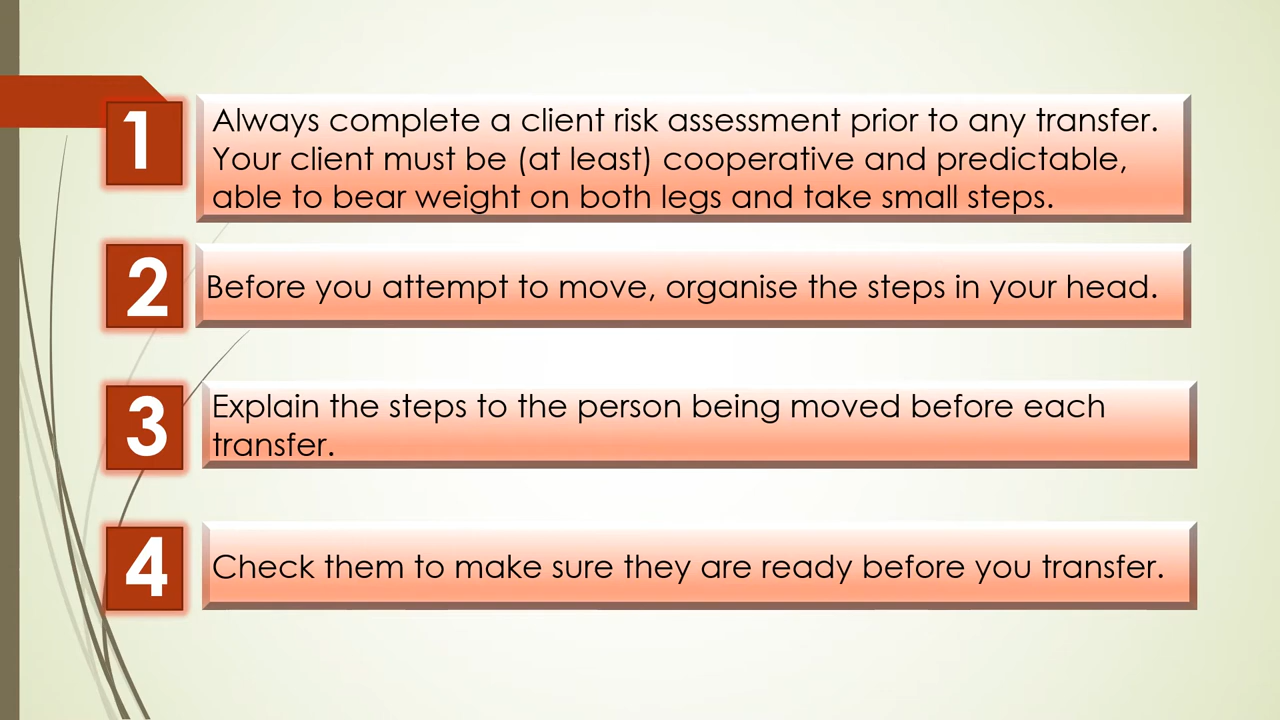 1
Always complete a client risk assessment prior to any transfer.
Your client must be (at least) cooperative and predictable,
able to bear weight on both legs and take small steps.
2
Before you attempt to move, organise the steps in your head.
3
Explain the steps to the person being moved before each
transfer.
4
Check them to make sure they are ready before you transfer.